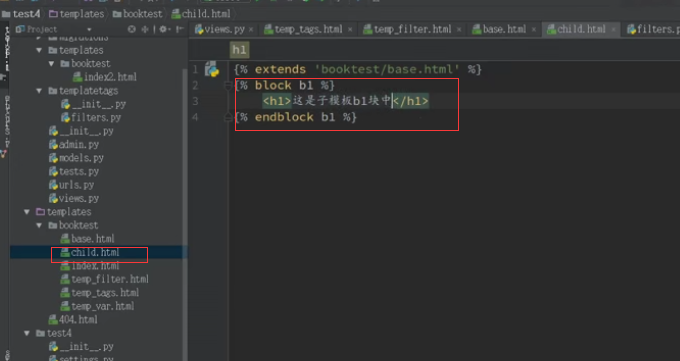 test4 templates booktest child.html
Project
views.py temp_tags.html temp_filter.html base.html child.html filters.p
templates
booktest
index2.html
templatetags
__init__.py
filters.py
__init__.py
admin.py
models.py
tests.py
urls.py
views.py
templates
booktest
base.html
child.html
index.html
temp_filter.html
temp_tags.html
temp_var.html
404.html
test4
__init__.py
settings.py
h1
1 {% extends 'booktest/base.html' %}
2 {% block b1 %}
3 <h1>这是子模板b1块中</h1>
4 {% endblock b1 %}